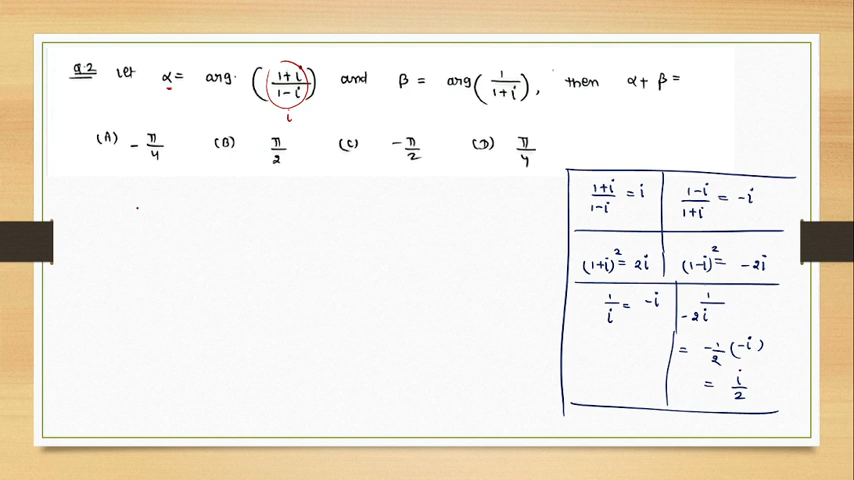 Q.2 Let α = arg. ((1+i)/(1-i)) and β = arg (1/(1+i)), then α + β =
i
(A) -π/4 (B) π/2 (C) -π/2 (D) π/4
(1+i)/(1-i) = i (1-i)/(1+i) = -i
(1+i)² = 2i (1-i)² = -2i
1/i = -i 1/-2i
= -1/2 (-i)
= i/2